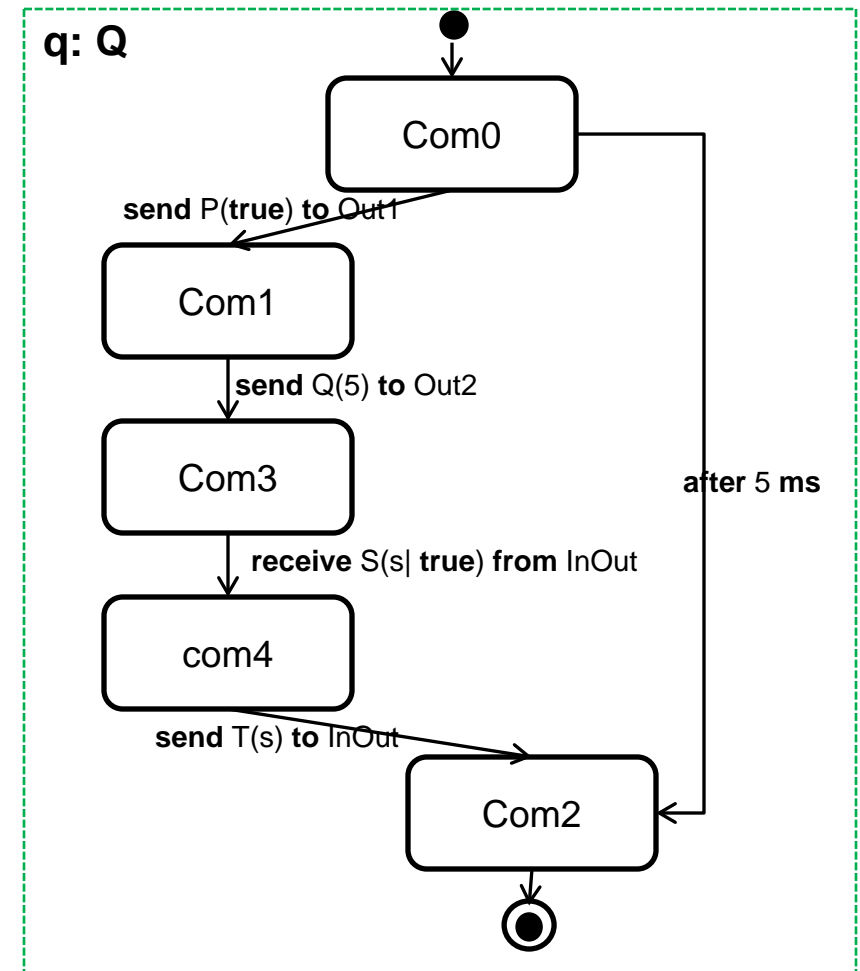 q: Q
Com0
send P(true) to Out1
Com1
send Q(5) to Out2
Com3
after 5 ms
receive S(s| true) from InOut
com4
send T(s) to InOut
Com2